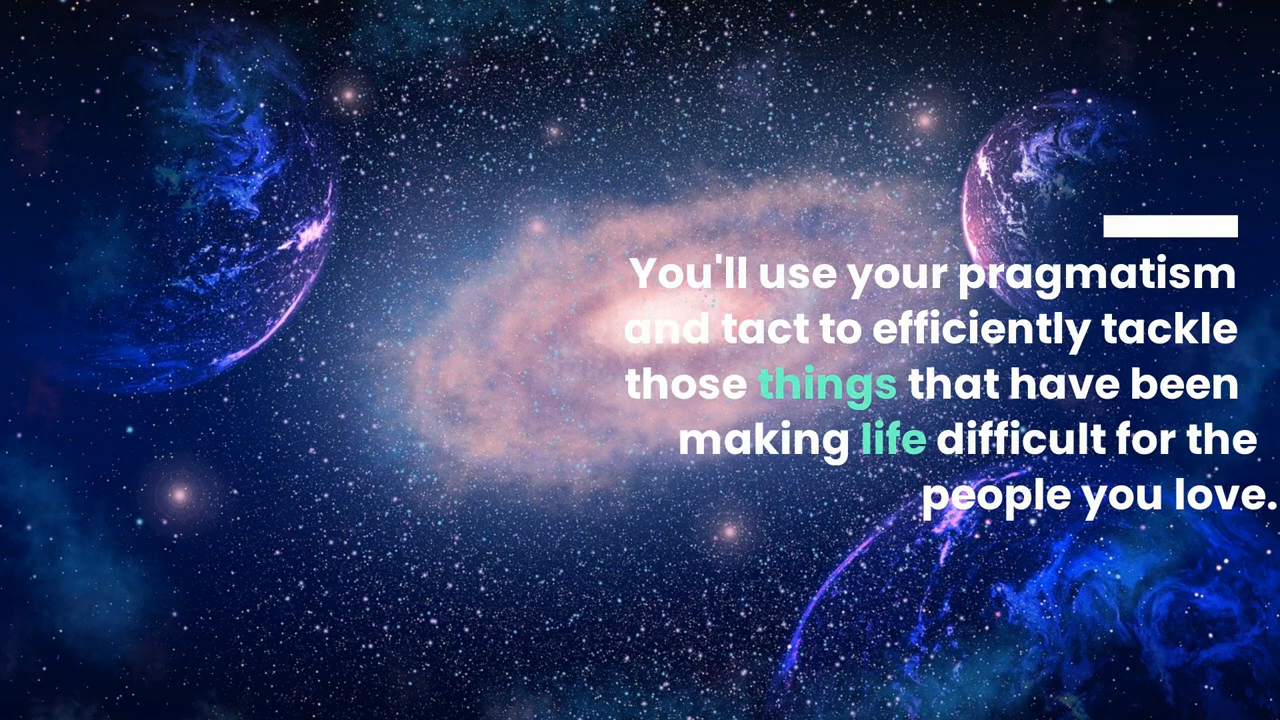 You'll use your pragmatism
and tact to efficiently tackle
those things that have been
making life difficult for the
people you love.